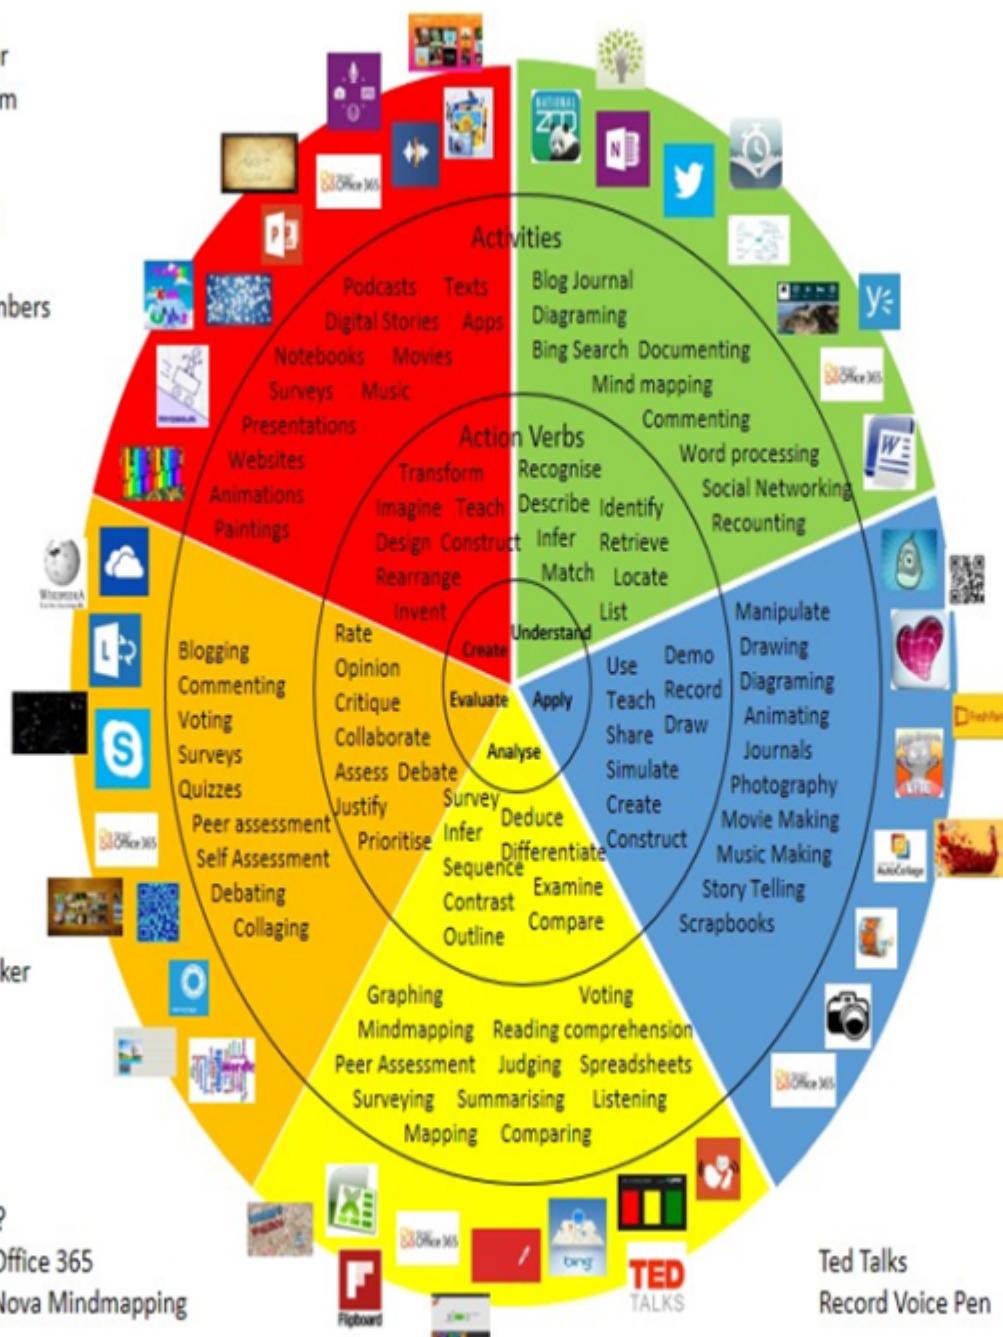 r
m
nbers
ker
?
Office 365
Nova Mindmapping
Ted Talks
Record Voice Pen
Activities
Podcasts Texts
Digital Stories Apps
Notebooks Movies
Surveys Music
Presentations
Websites
Animations
Paintings
Action Verbs
Transform
Imagine Teach
Design Construct
Rearrange
Invent
Create
Blog Journal
Diagraming
Bing Search Documenting
Mind mapping
Commenting
Word processing
Social Networking
Recounting
Recognise
Describe Identify
Infer Retrieve
Match Locate
List
Understand
Manipulate
Drawing
Diagraming
Animating
Journals
Photography
Movie Making
Music Making
Story Telling
Scrapbooks
Use Demo
Teach Record
Share Draw
Simulate
Create
Construct
Apply
Analyse
Survey Deduce
Infer Differentiate
Sequence Examine
Contrast Compare
Outline
Graphing Voting
Mindmapping Reading comprehension
Peer Assessment Judging Spreadsheets
Surveying Summarising Listening
Mapping Comparing
Evaluate
Rate
Opinion
Critique
Collaborate
Assess Debate
Justify
Prioritise
Blogging
Commenting
Voting
Surveys
Quizzes
Peer assessment
Self Assessment
Debating
Collaging
NATIONAL
ZOO
N
Office 365
P
y
Office 365
W
WIKIPEDIA
L
S
Office 365
Wordle
FreshPaint
AutoCollage
Office 365
X
Office 365
bing
Flipboard
TED
TALKS